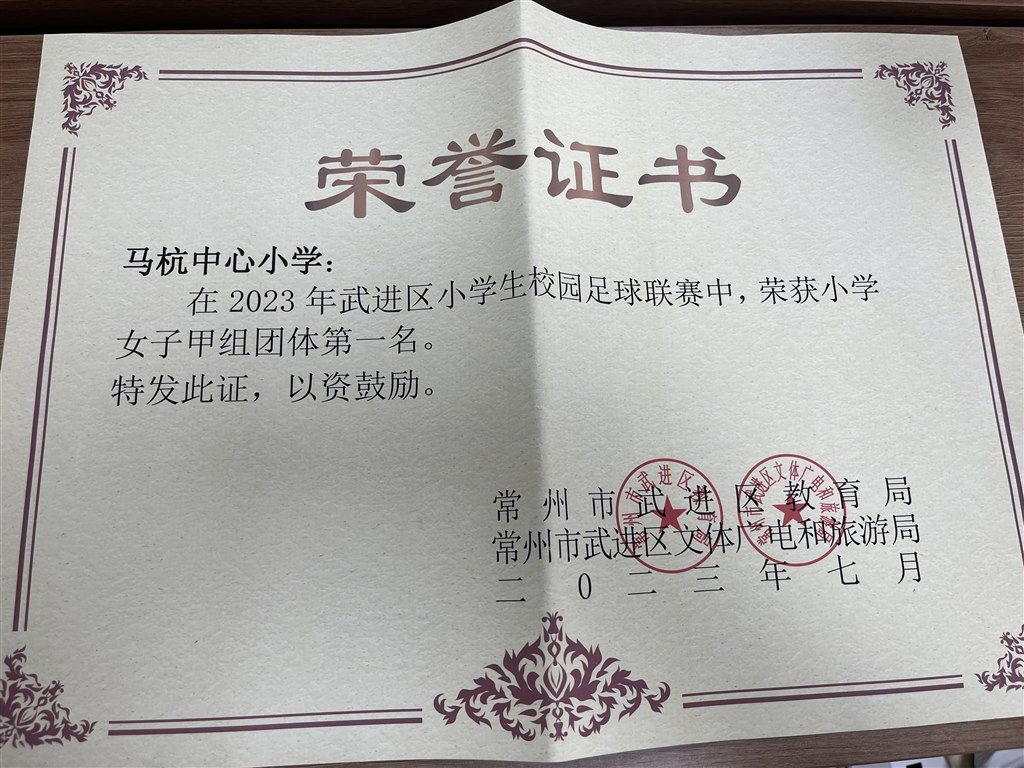 荣誉证书
马杭中心小学：
在 2023 年武进区小学生校园足球联赛中，荣获小学
女子甲组团体第一名。
特发此证，以资鼓励。
常州市武进区教育局
常州市武进区文体广电和旅游局
二０二三年七月